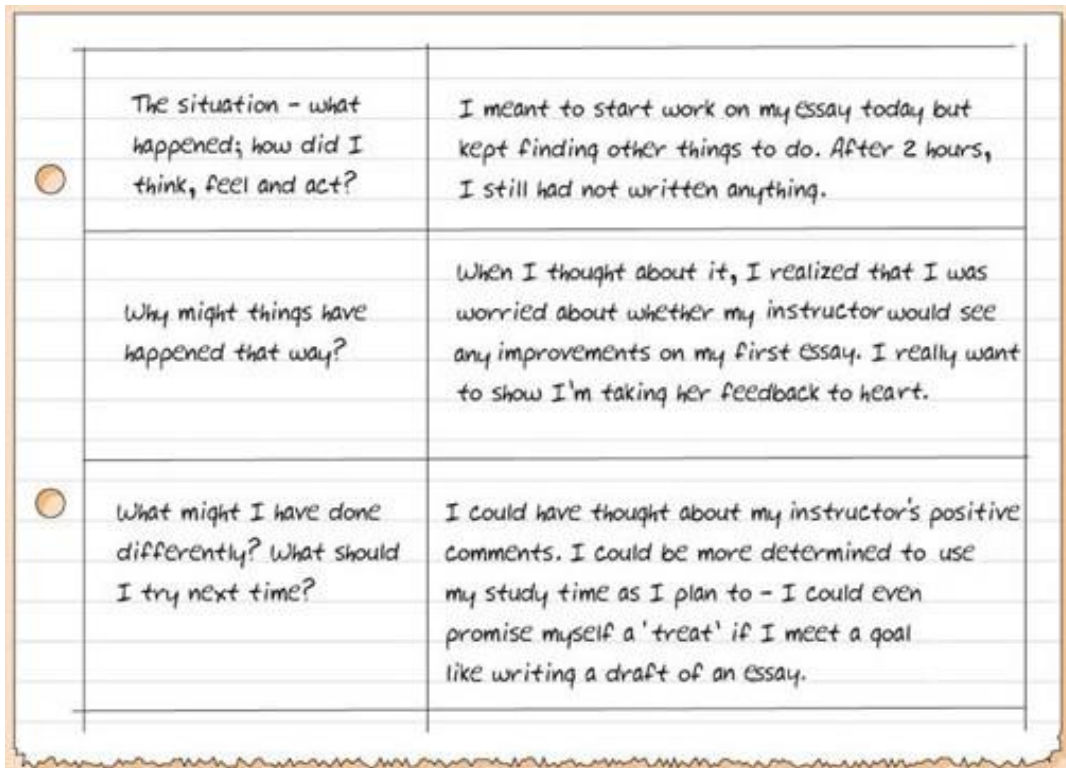 The situation - what
happened; how did I
think, feel and act?
I meant to start work on my essay today but
kept finding other things to do. After 2 hours,
I still had not written anything.
Why might things have
happened that way?
When I thought about it, I realized that I was
worried about whether my instructor would see
any improvements on my first essay. I really want
to show I'm taking her feedback to heart.
What might I have done
differently? What should
I try next time?
I could have thought about my instructor's positive
comments. I could be more determined to use
my study time as I plan to - I could even
promise myself a 'treat' if I meet a goal
like writing a draft of an essay.